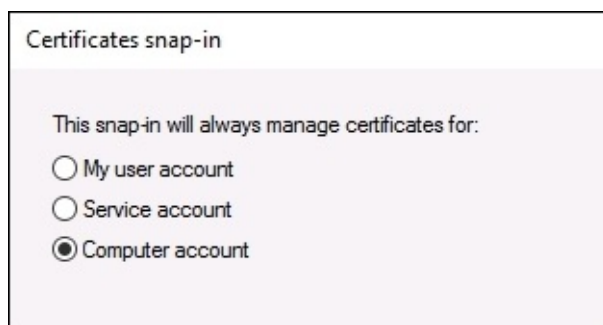 Certificates snap-in
This snap-in will always manage certificates for:
My user account
Service account
Computer account